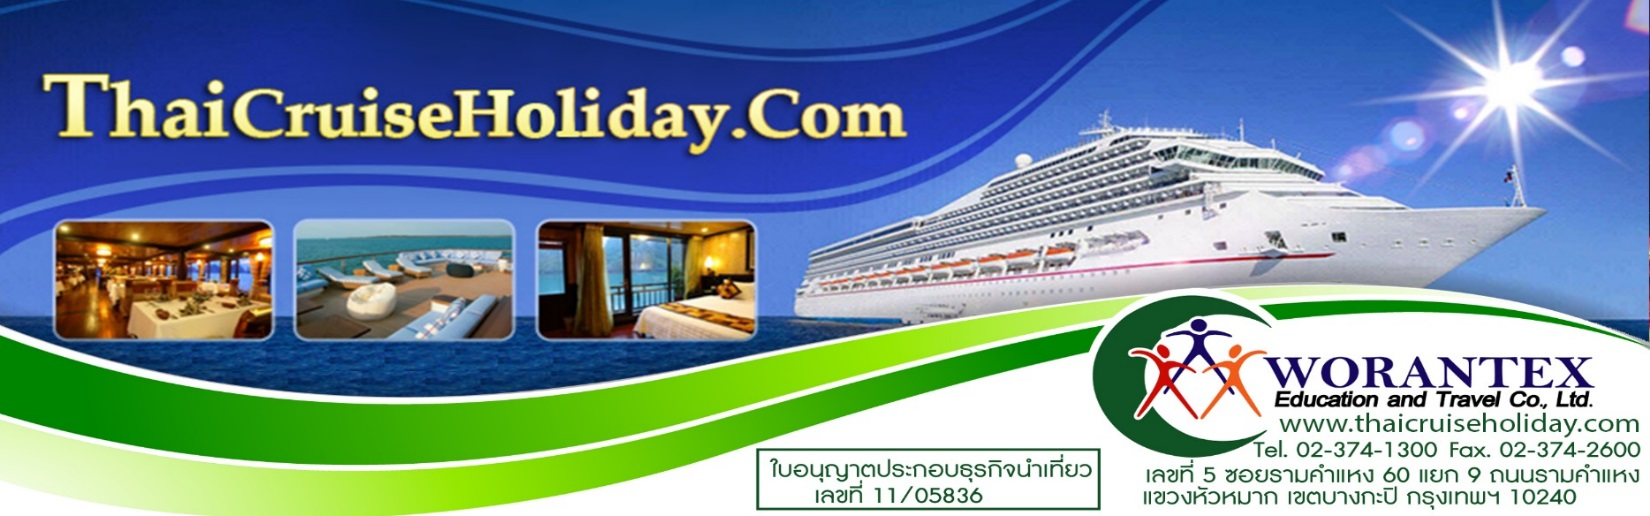 ThaiCruiseHoliday.Com
WORANTEX
Education and Travel Co., Ltd.
www.thaicruiseholiday.com
Tel. 02-374-1300 Fax. 02-374-2600
เลขที่ 5 ซอยรามคำแหง 60 แยก 9 ถนนรามคำแหง
แขวงหัวหมาก เขตบางกะปิ กรุงเทพฯ 10240
ใบอนุญาตประกอบธุรกิจนำเที่ยว
เลขที่ 11/05836